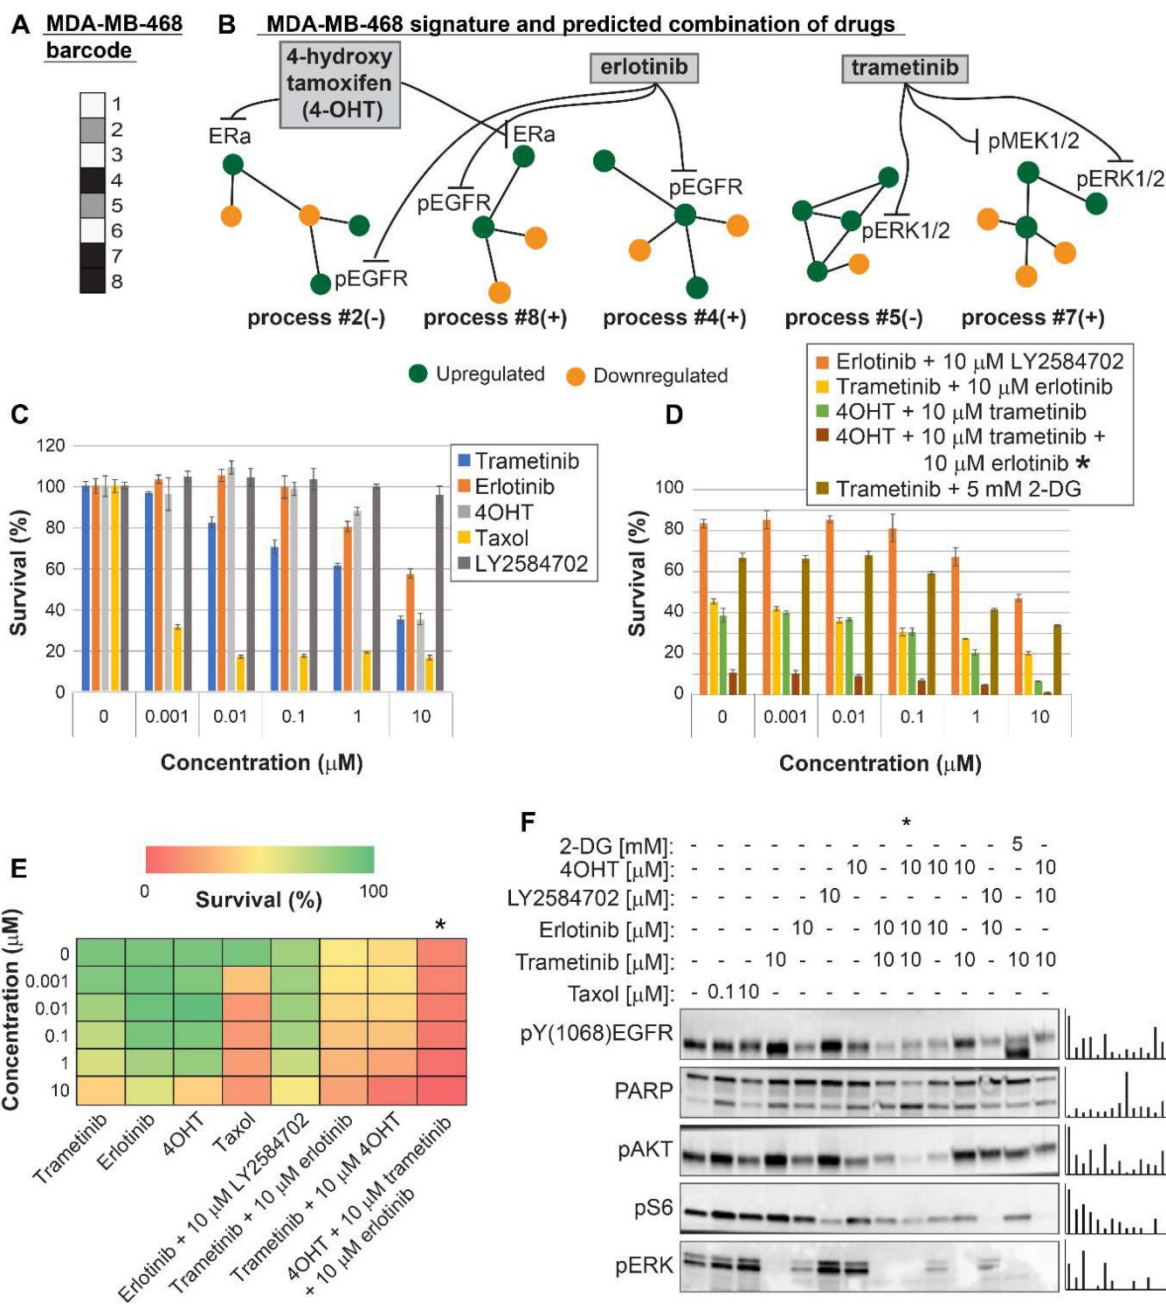 A MDA-MB-468
barcode
1
2
3
4
5
6
7
8
B MDA-MB-468 signature and predicted combination of drugs
4-hydroxy
tamoxifen
(4-OHT)
erlotinib
trametinib
ERa
ERa
pMEK1/2
pEGFR
pERK1/2
pEGFR
pERK1/2
pEGFR
process #2(-)
process #8(+)
process #4(+)
process #5(-)
process #7(+)
Upregulated
Downregulated
C
Survival (%)
120
100
80
60
40
20
0
0
0.001
0.01
0.1
1
10
Concentration (μM)
Trametinib
Erlotinib
4OHT
Taxol
LY2584702
D
Erlotinib + 10 μM LY2584702
Trametinib + 10 μM erlotinib
4OHT + 10 μM trametinib
4OHT + 10 μM trametinib +
10 μM erlotinib *
Trametinib + 5 mM 2-DG
Survival (%)
100
80
60
40
20
0
0
0.001
0.01
0.1
1
10
Concentration (μM)
E
0
100
Survival (%)
*
Concentration (μM)
0
0.001
0.01
0.1
1
10
Trametinib
Erlotinib
4OHT
Taxol
Erlotinib + 10 μM LY2584702
Trametinib + 10 μM erlotinib
Trametinib + 10 μM 4OHT
4OHT + 10 μM trametinib
+ 10 μM erlotinib
F
*
2-DG [mM]: - - - - - - - - - - - - 5 -
4OHT [μM]: - - - - - - 10 - 10 10 10 - - 10
LY2584702 [μM]: - - - - - 10 - - - - - 10 - 10
Erlotinib [μM]: - - - - 10 - - 10 10 10 - 10 - -
Trametinib [μM]: - - - 10 - - - 10 10 - 10 - 10 10
Taxol [μM]: - 0.1 10 - - - - - - - - - - -
pY(1068)EGFR
PARP
pAKT
pS6
pERK